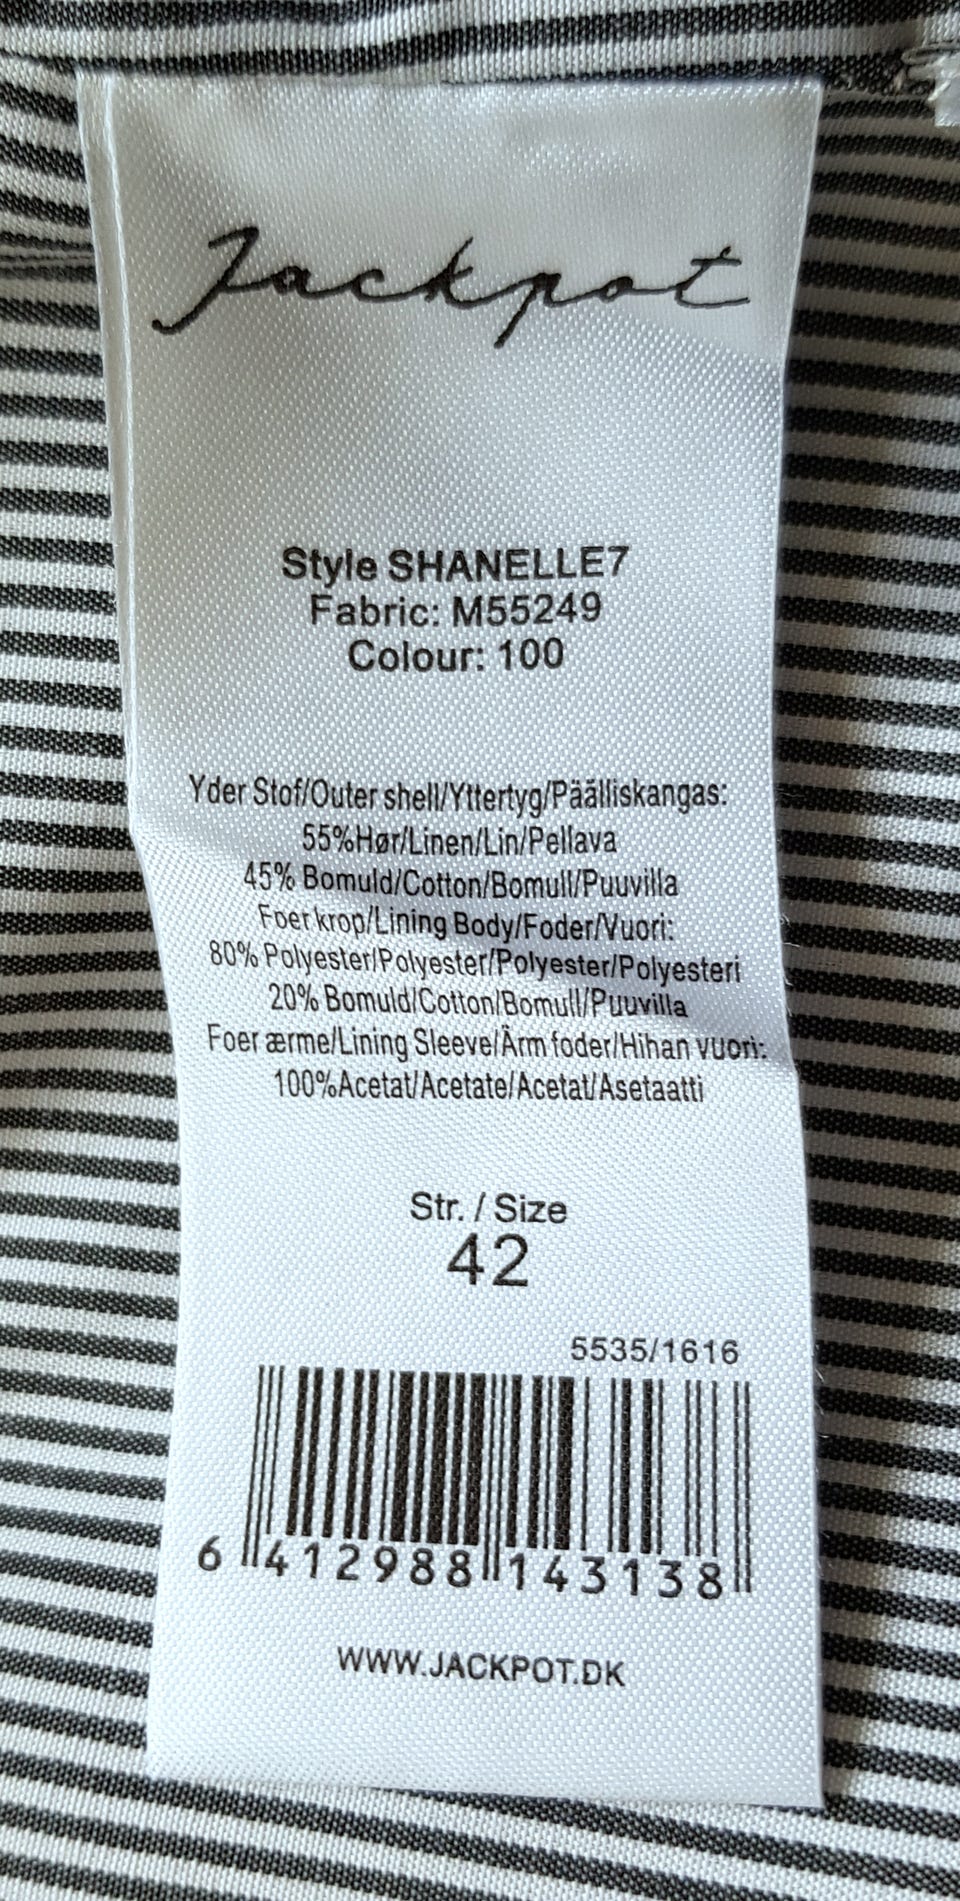 Jackpot
Style SHANELLE7
Fabric: M55249
Colour: 100
Yder Stof/Outer shell/Yttertyg/Päälliskangas:
55%Hør/Linen/Lin/Pellava
45% Bomuld/Cotton/Bomull/Puuvilla
Foer krop/Lining Body/Foder/Vuori:
80% Polyester/Polyester/Polyester/Polyesteri
20% Bomuld/Cotton/Bomull/Puuvilla
Foer ærme/Lining Sleeve/Ärm foder/Hihan vuori:
100%Acetat/Acetate/Acetat/Asetaatti
Str. / Size
42
5535/1616
6 412988 143138
WWW.JACKPOT.DK